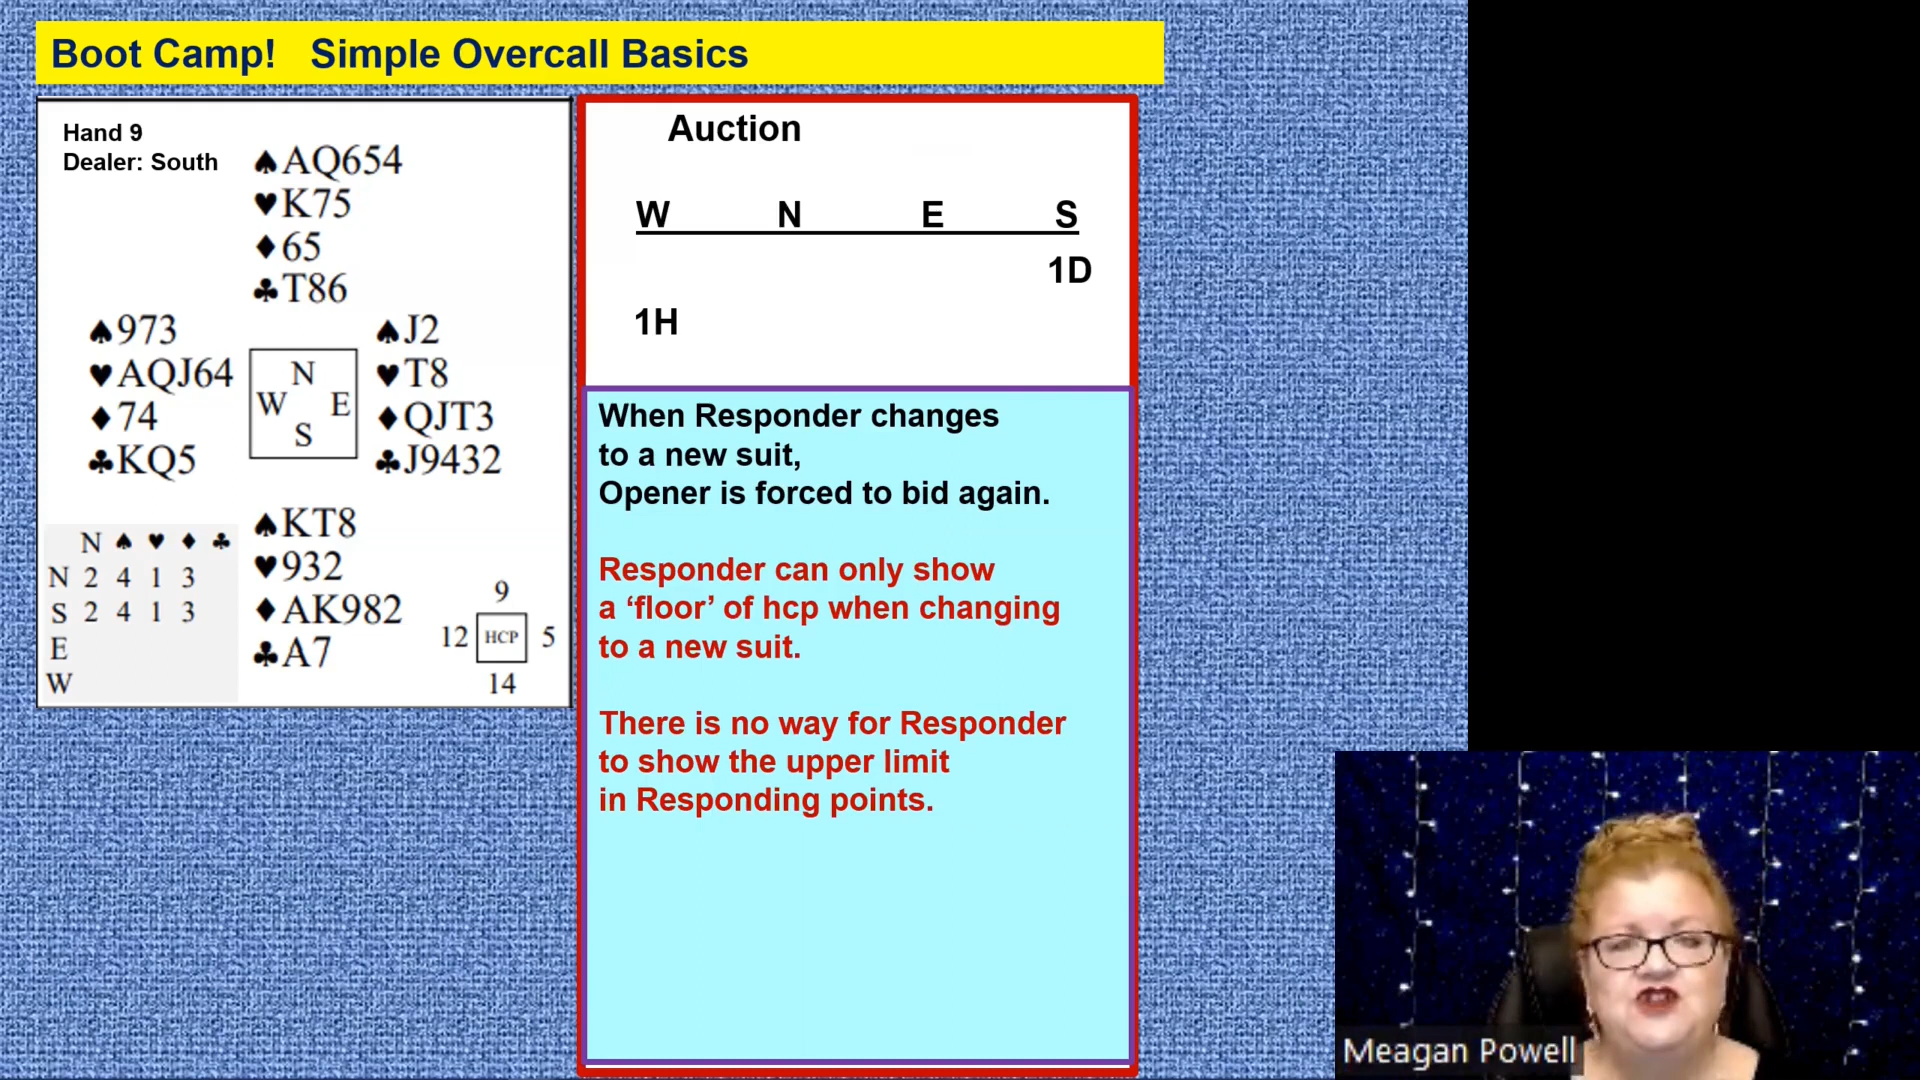 Boot Camp! Simple Overcall Basics
Hand 9
Dealer: South
♠AQ654
♥K75
♦65
♣T86
♠973
♥AQJ64
♦74
♣KQ5
N
W E
S
♠J2
♥T8
♦QJT3
♣J9432
♠KT8
♥932
♦AK982
♣A7
N ♠ ♥ ♦ ♣
N 2 4 1 3
S 2 4 1 3
E
W
9
12 HCP 5
14
Auction
W N E S
1D
1H
When Responder changes
to a new suit,
Opener is forced to bid again.
Responder can only show
a ‘floor’ of hcp when changing
to a new suit.
There is no way for Responder
to show the upper limit
in Responding points.
Meagan Powell